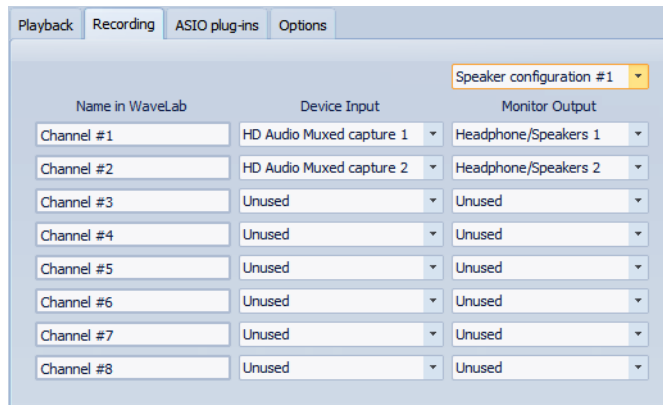 Playback Recording ASIO plug-ins Options
Speaker configuration #1
Name in WaveLab Device Input Monitor Output
Channel #1 HD Audio Muxed capture 1 Headphone/Speakers 1
Channel #2 HD Audio Muxed capture 2 Headphone/Speakers 2
Channel #3 Unused Unused
Channel #4 Unused Unused
Channel #5 Unused Unused
Channel #6 Unused Unused
Channel #7 Unused Unused
Channel #8 Unused Unused